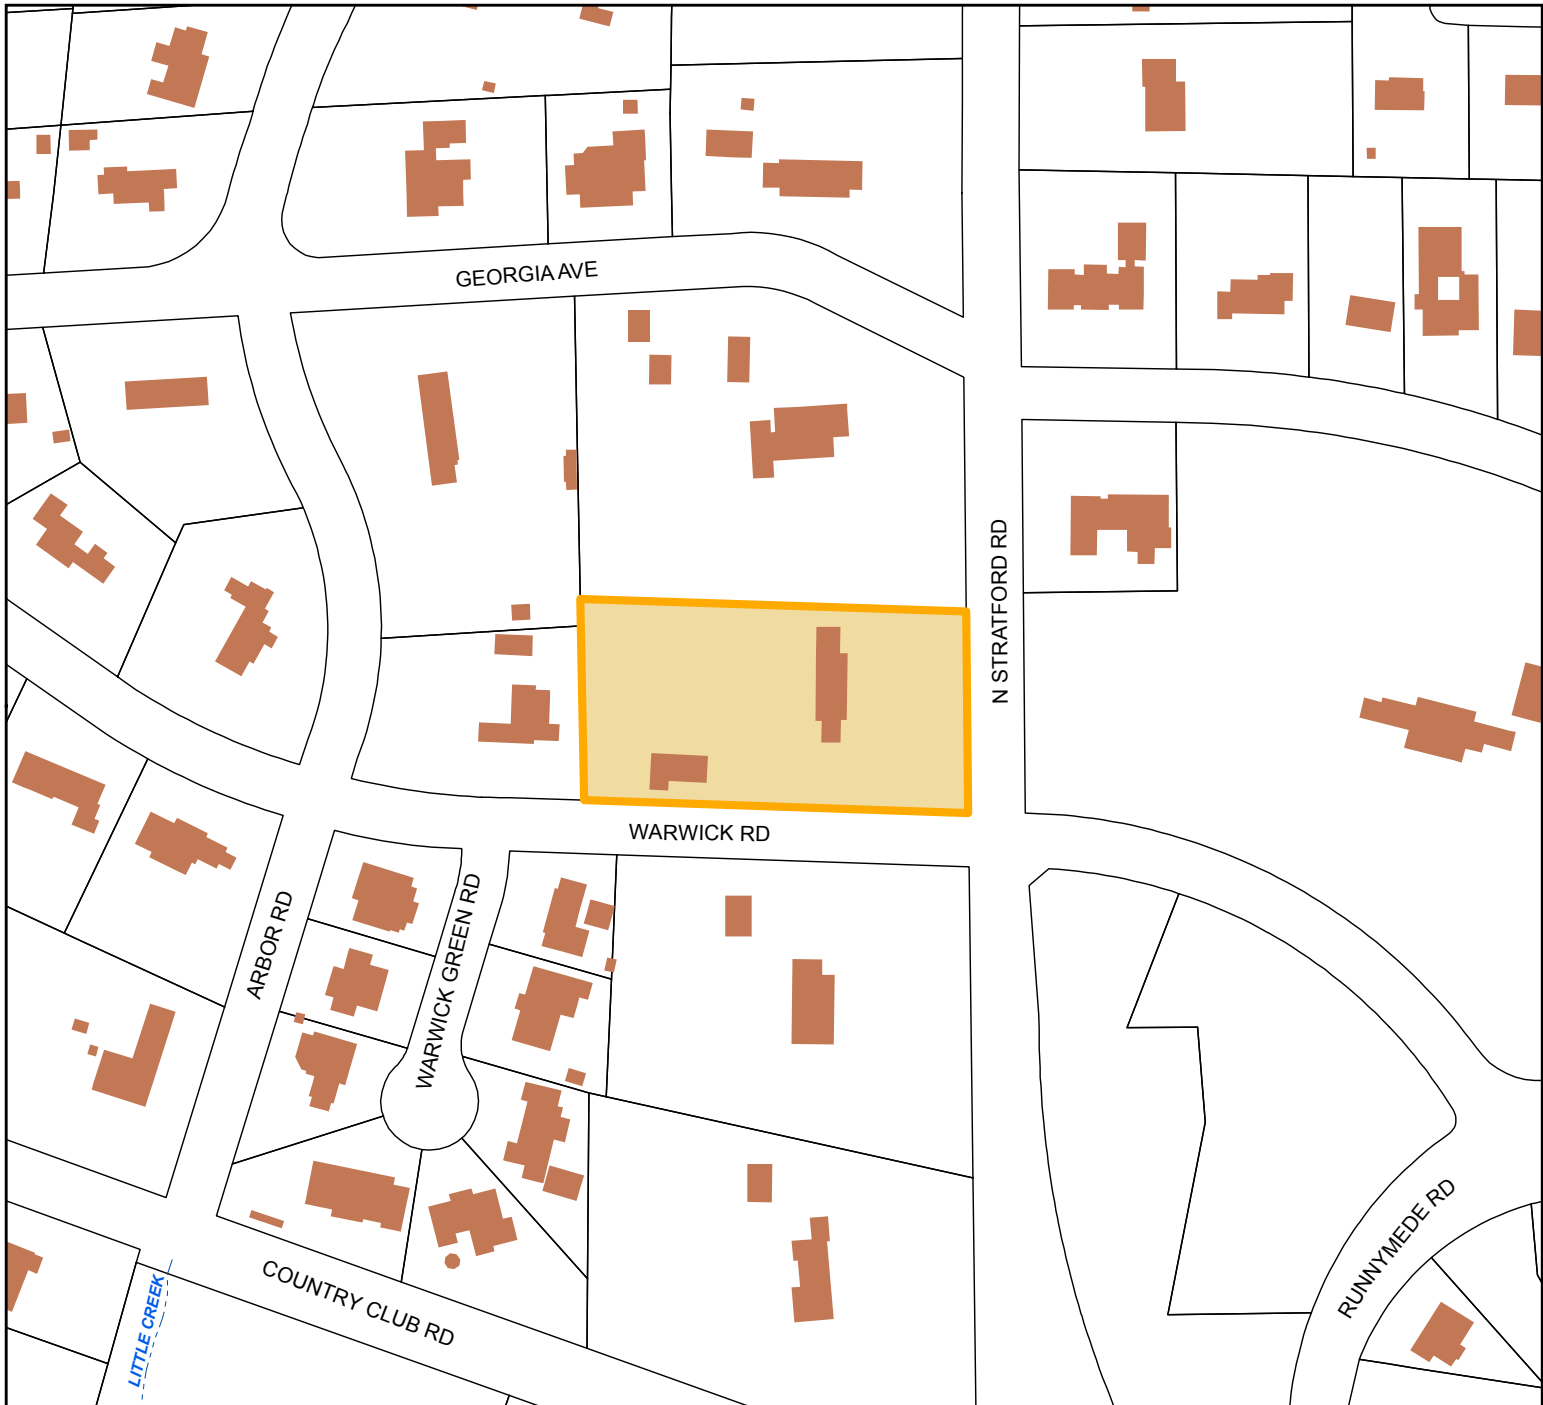 GEORGIA AVE
N STRATFORD RD
WARWICK RD
ARBOR RD
WARWICK GREEN RD
RUNNYMEDE RD
COUNTRY CLUB RD
LITTLE CREEK